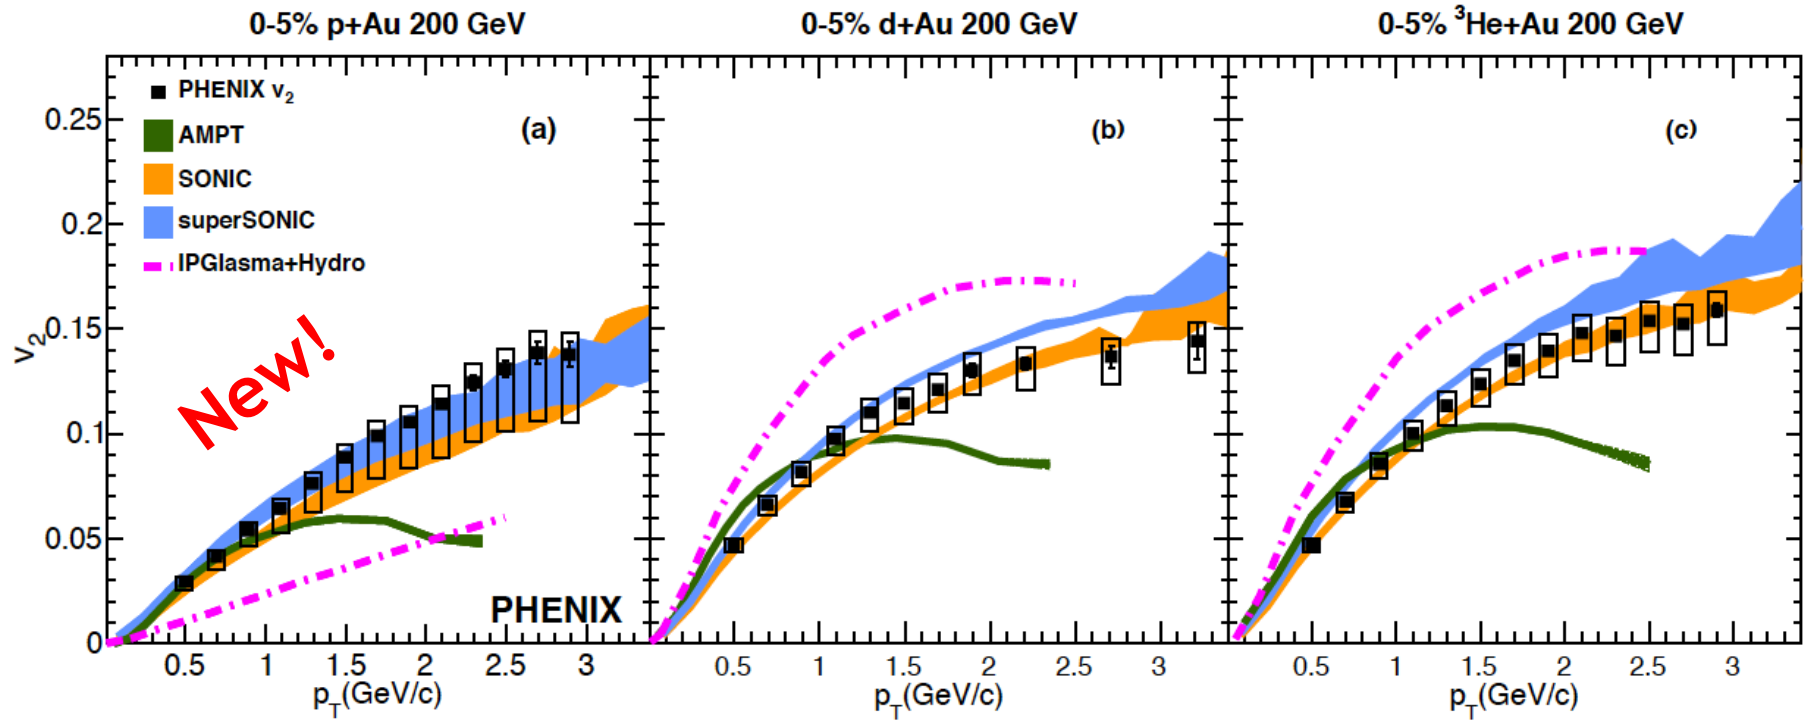 0-5% p+Au 200 GeV
0-5% d+Au 200 GeV
0-5% ³He+Au 200 GeV
PHENIX v₂
AMPT
SONIC
superSONIC
IPGlasma+Hydro
(a)
(b)
(c)
New!
PHENIX
v₂
0.25
0.2
0.15
0.1
0.05
0
0.5 1 1.5 2 2.5 3
0.5 1 1.5 2 2.5 3
0.5 1 1.5 2 2.5 3
p_T(GeV/c)
p_T(GeV/c)
p_T(GeV/c)